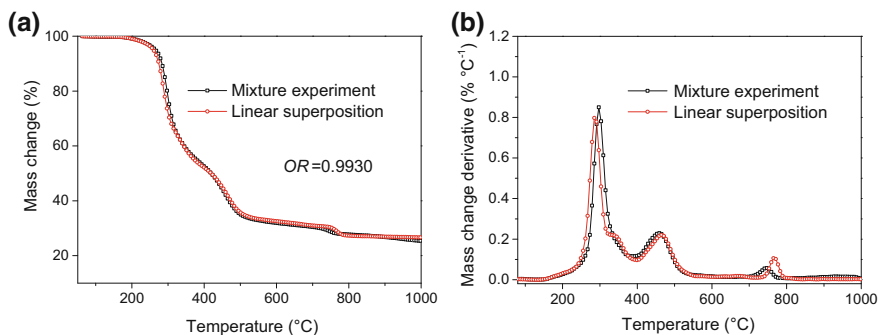 (a)
100
80
60
40
20
Mass change (%)
Mixture experiment
Linear superposition
OR=0.9930
200 400 600 800 1000
Temperature (°C)
(b)
1.0
0.8
0.6
0.4
0.2
0.0
Mass change derivative (% °C⁻¹)
Mixture experiment
Linear superposition
200 400 600 800 1000
Temperature (°C)